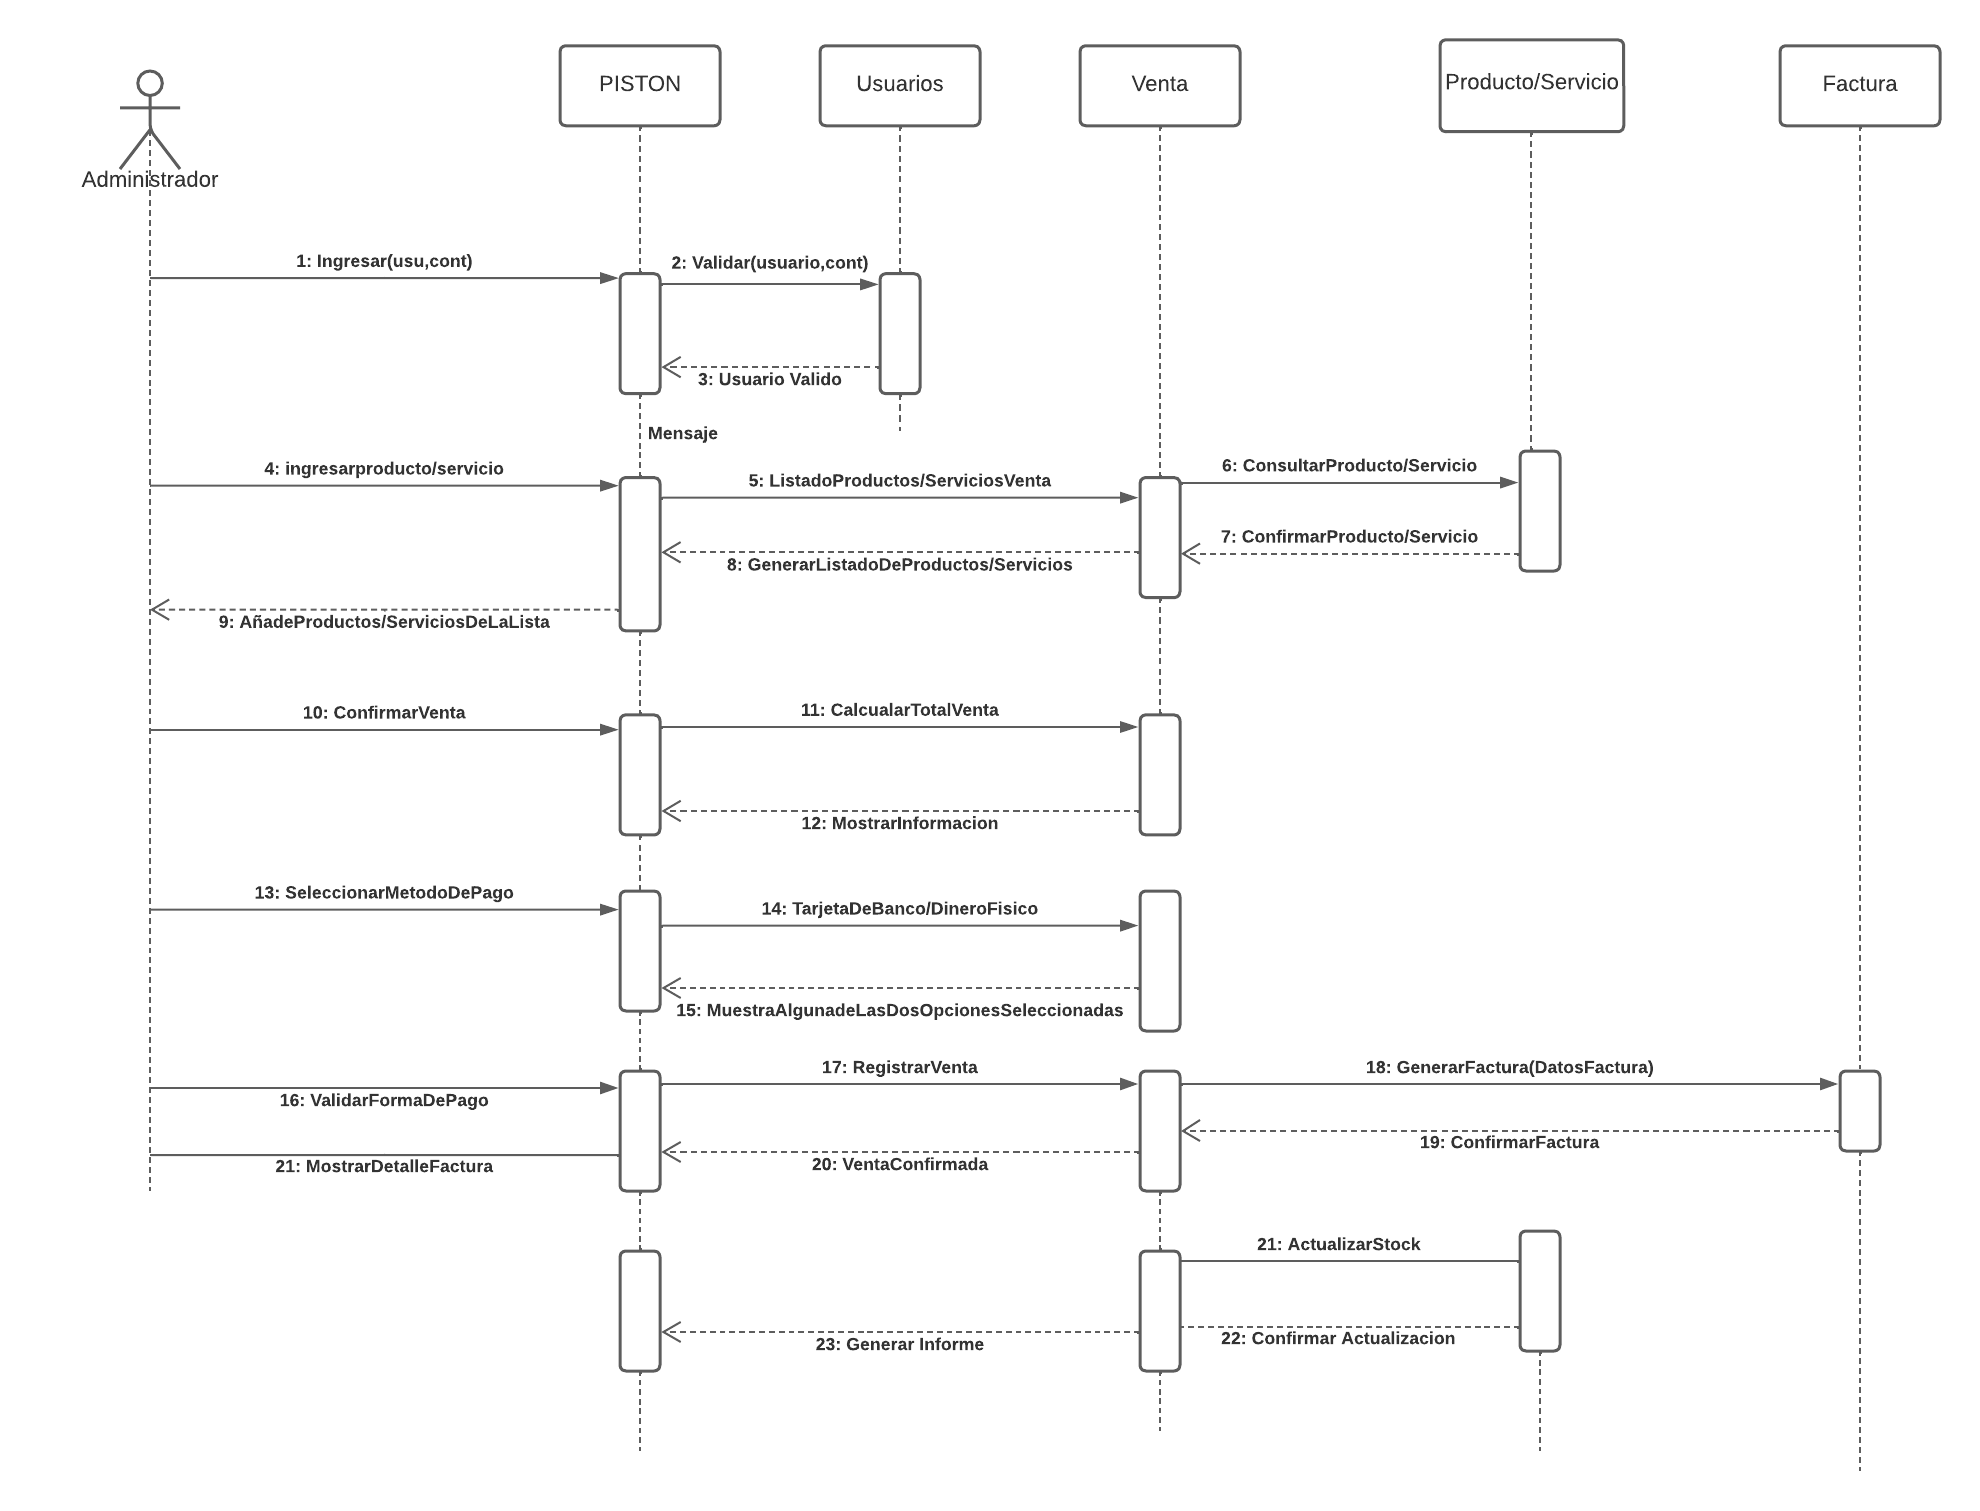 PISTON
Usuarios
Venta
Producto/Servicio
Factura
Administrador
1: Ingresar(usu,cont)
2: Validar(usuario,cont)
3: Usuario Valido
Mensaje
4: ingresarproducto/servicio
5: ListadoProductos/ServiciosVenta
6: ConsultarProducto/Servicio
7: ConfirmarProducto/Servicio
8: GenerarListadoDeProductos/Servicios
9: AñadeProductos/ServiciosDeLaLista
10: ConfirmarVenta
11: CalcualarTotalVenta
12: MostrarInformacion
13: SeleccionarMetodoDePago
14: TarjetaDeBanco/DineroFisico
15: MuestraAlgunadeLasDosOpcionesSeleccionadas
16: ValidarFormaDePago
17: RegistrarVenta
18: GenerarFactura(DatosFactura)
19: ConfirmarFactura
20: VentaConfirmada
21: MostrarDetalleFactura
21: ActualizarStock
22: Confirmar Actualizacion
23: Generar Informe